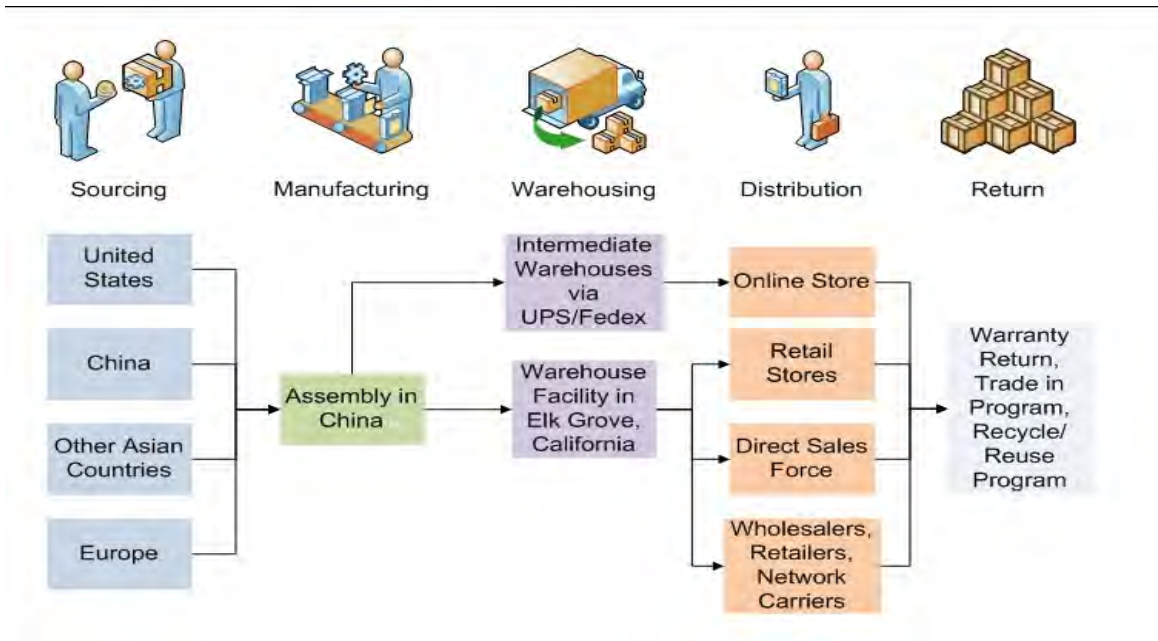 Sourcing
Manufacturing
Warehousing
Distribution
Return
United
States
China
Other Asian
Countries
Europe
Assembly in
China
Intermediate
Warehouses
via
UPS/Fedex
Warehouse
Facility in
Elk Grove,
California
Online Store
Retail
Stores
Direct Sales
Force
Wholesalers,
Retailers,
Network
Carriers
Warranty
Return,
Trade in
Program,
Recycle/
Reuse
Program